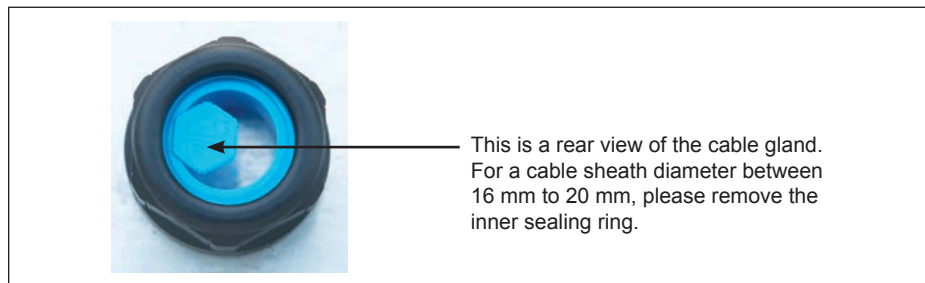 This is a rear view of the cable gland.
For a cable sheath diameter between
16 mm to 20 mm, please remove the
inner sealing ring.